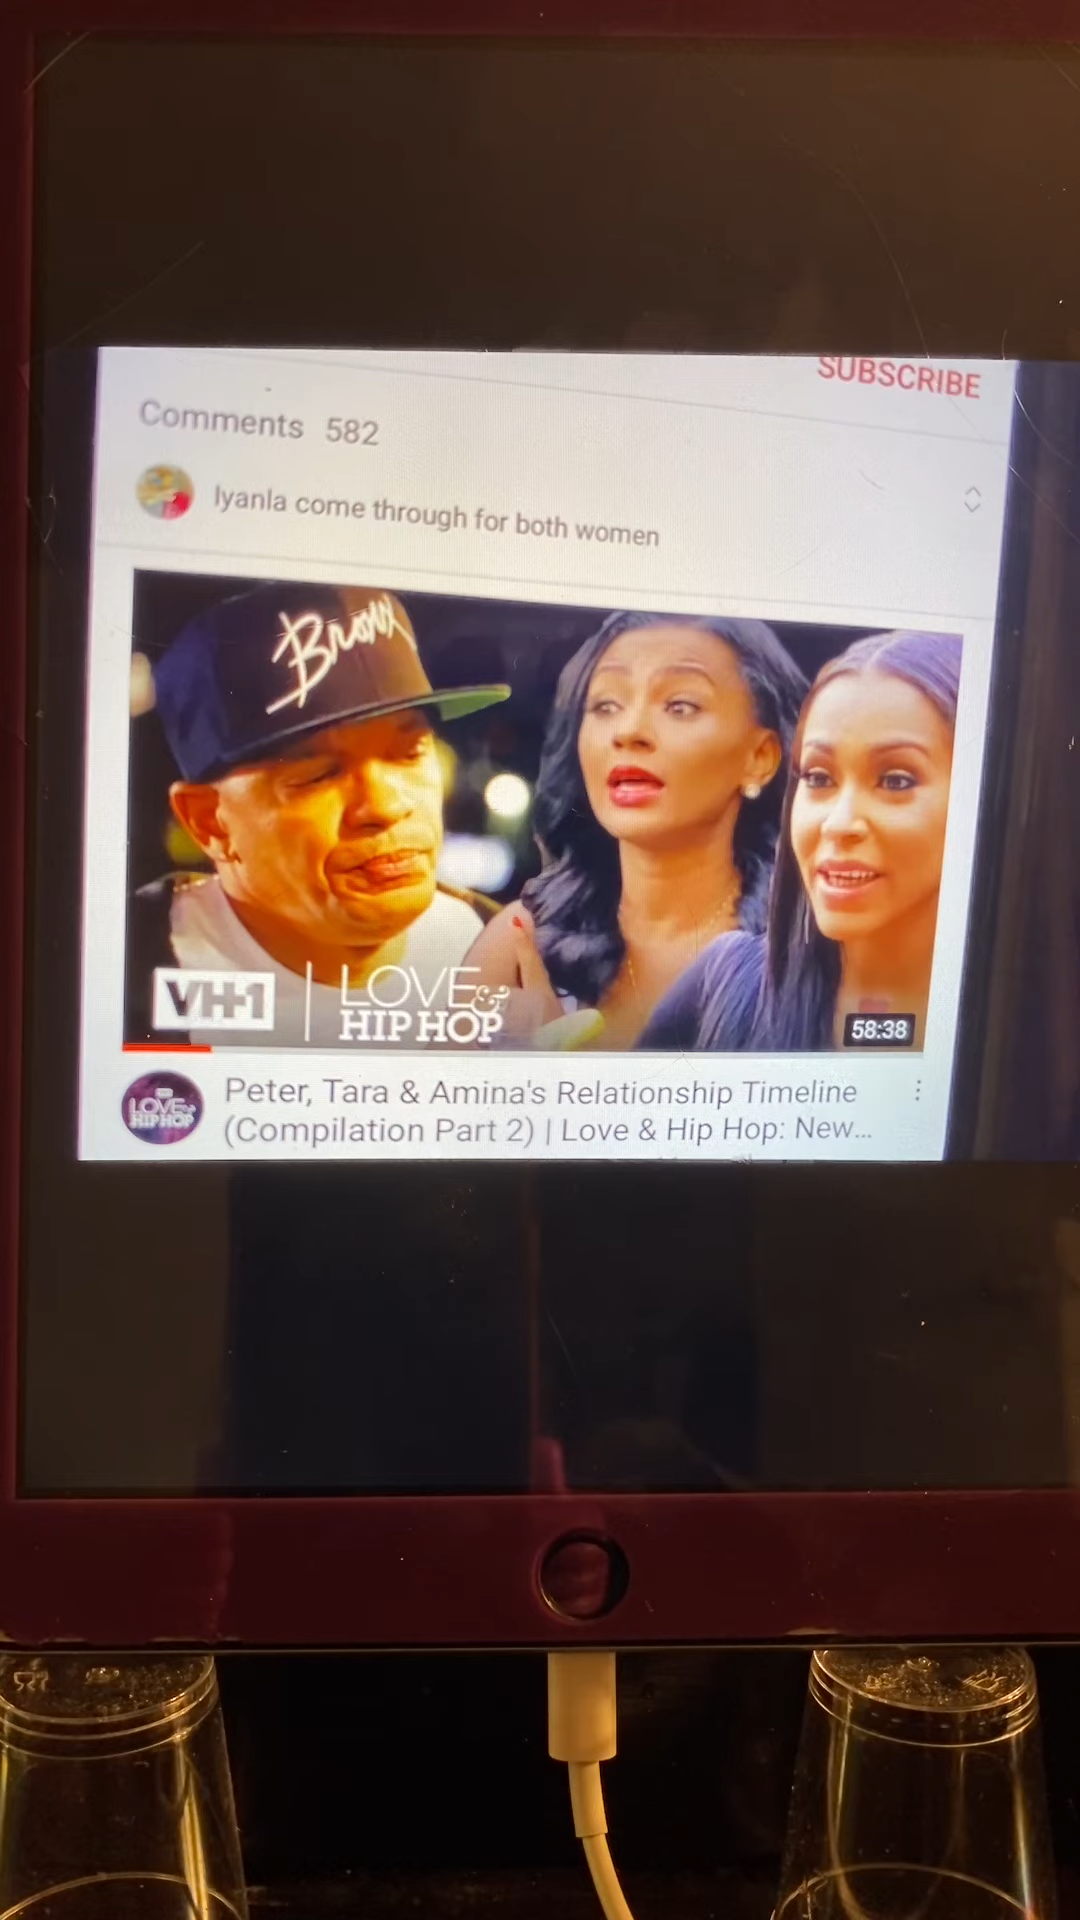 SUBSCRIBE
Comments 582
Iyanla come through for both women
Bronx
VH1 | LOVE &
HIP HOP
58:38
LOVE &
HIP HOP
Peter, Tara & Amina's Relationship Timeline
(Compilation Part 2) | Love & Hip Hop: New...